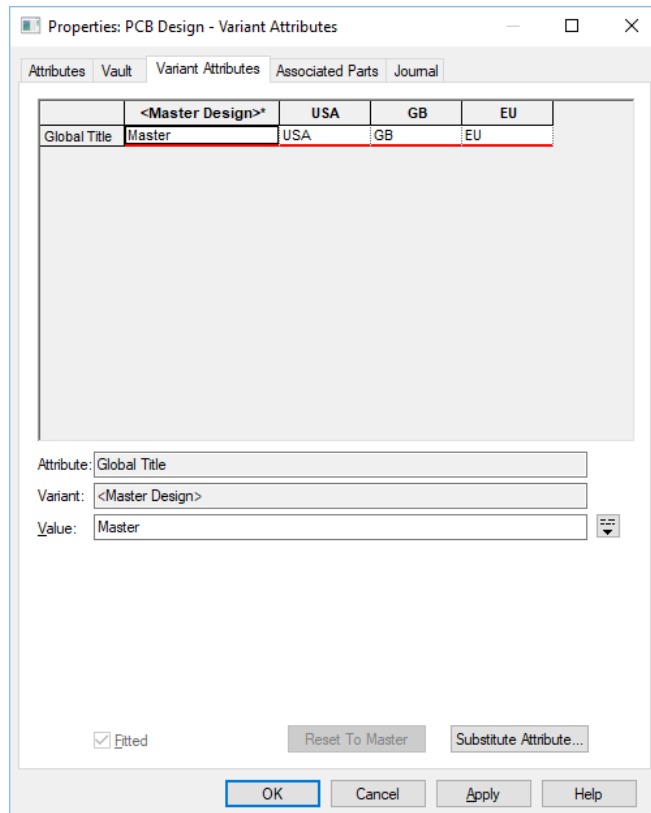 Properties: PCB Design - Variant Attributes
Attributes Vault Variant Attributes Associated Parts Journal
<Master Design>* USA GB EU
Global Title Master USA GB EU
Attribute: Global Title
Variant: <Master Design>
Value: Master
Fitted Reset To Master Substitute Attribute...
OK Cancel Apply Help